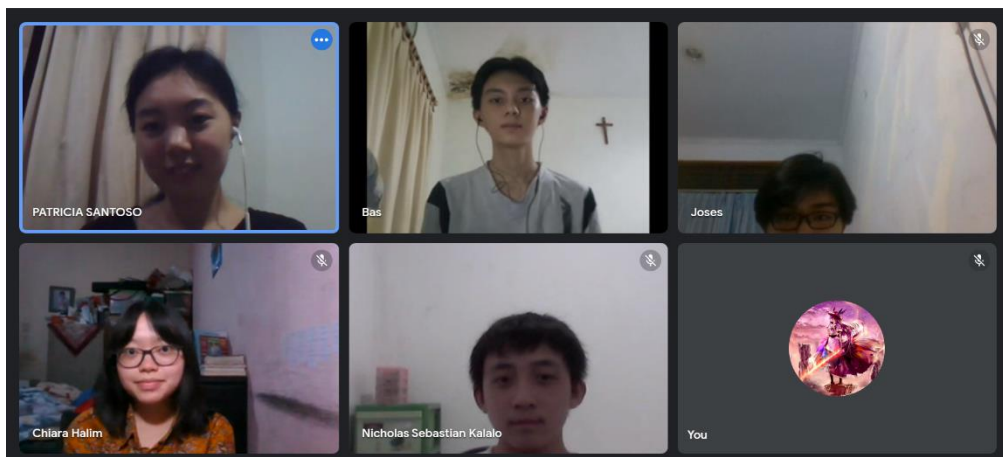 PATRICIA SANTOSO
Bas
Joses
Chiara Halim
Nicholas Sebastian Kalalo
You